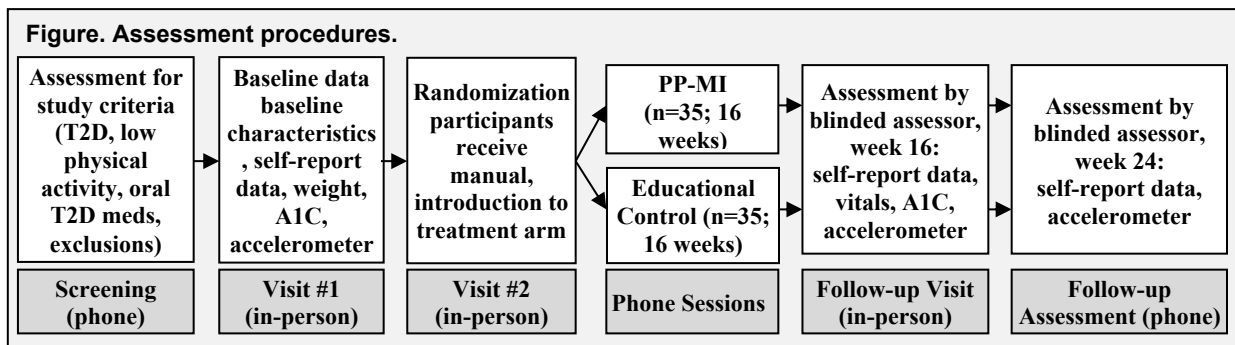 Figure. Assessment procedures.
Assessment for
study criteria
(T2D, low
physical
activity, oral
T2D meds,
exclusions)
Baseline data
baseline
characteristics
, self-report
data, weight,
A1C,
accelerometer
Randomization
participants
receive
manual,
introduction to
treatment arm
PP-MI
(n=35; 16
weeks)
Educational
Control (n=35;
16 weeks)
Assessment by
blinded assessor,
week 16:
self-report data,
vitals, A1C,
accelerometer
Assessment by
blinded assessor,
week 24:
self-report data,
accelerometer
Screening
(phone)
Visit #1
(in-person)
Visit #2
(in-person)
Phone Sessions
Follow-up Visit
(in-person)
Follow-up
Assessment (phone)